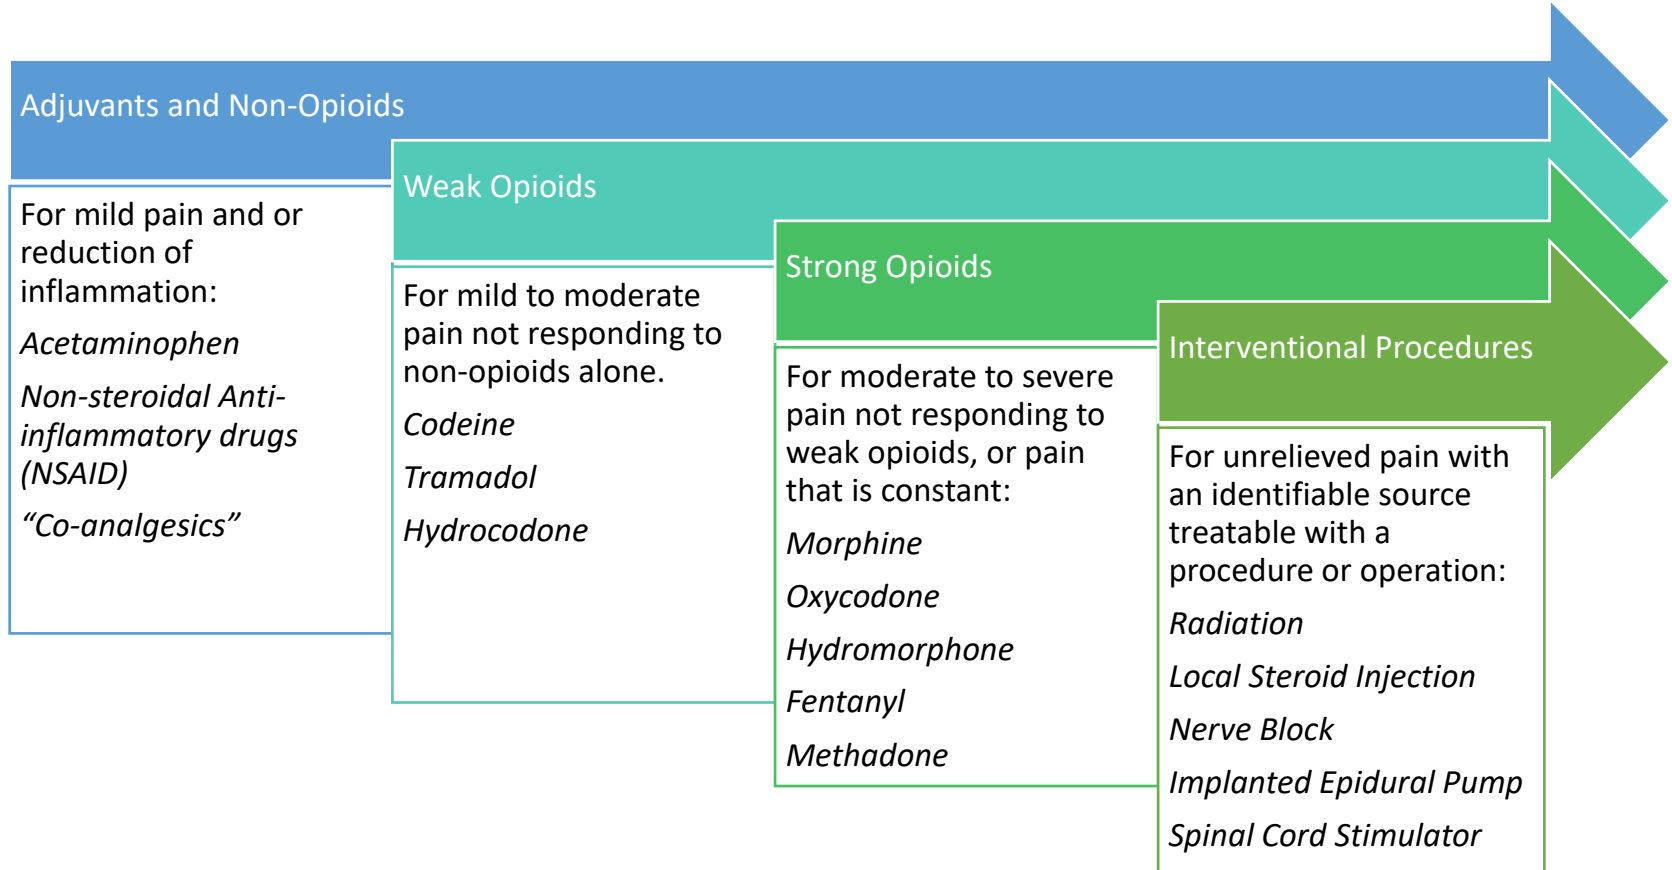 Adjuvants and Non-Opioids
For mild pain and or
reduction of
inflammation:
Acetaminophen
Non-steroidal Anti-
inflammatory drugs
(NSAID)
“Co-analgesics”
Weak Opioids
For mild to moderate
pain not responding to
non-opioids alone.
Codeine
Tramadol
Hydrocodone
Strong Opioids
For moderate to severe
pain not responding to
weak opioids, or pain
that is constant:
Morphine
Oxycodone
Hydromorphone
Fentanyl
Methadone
Interventional Procedures
For unrelieved pain with
an identifiable source
treatable with a
procedure or operation:
Radiation
Local Steroid Injection
Nerve Block
Implanted Epidural Pump
Spinal Cord Stimulator